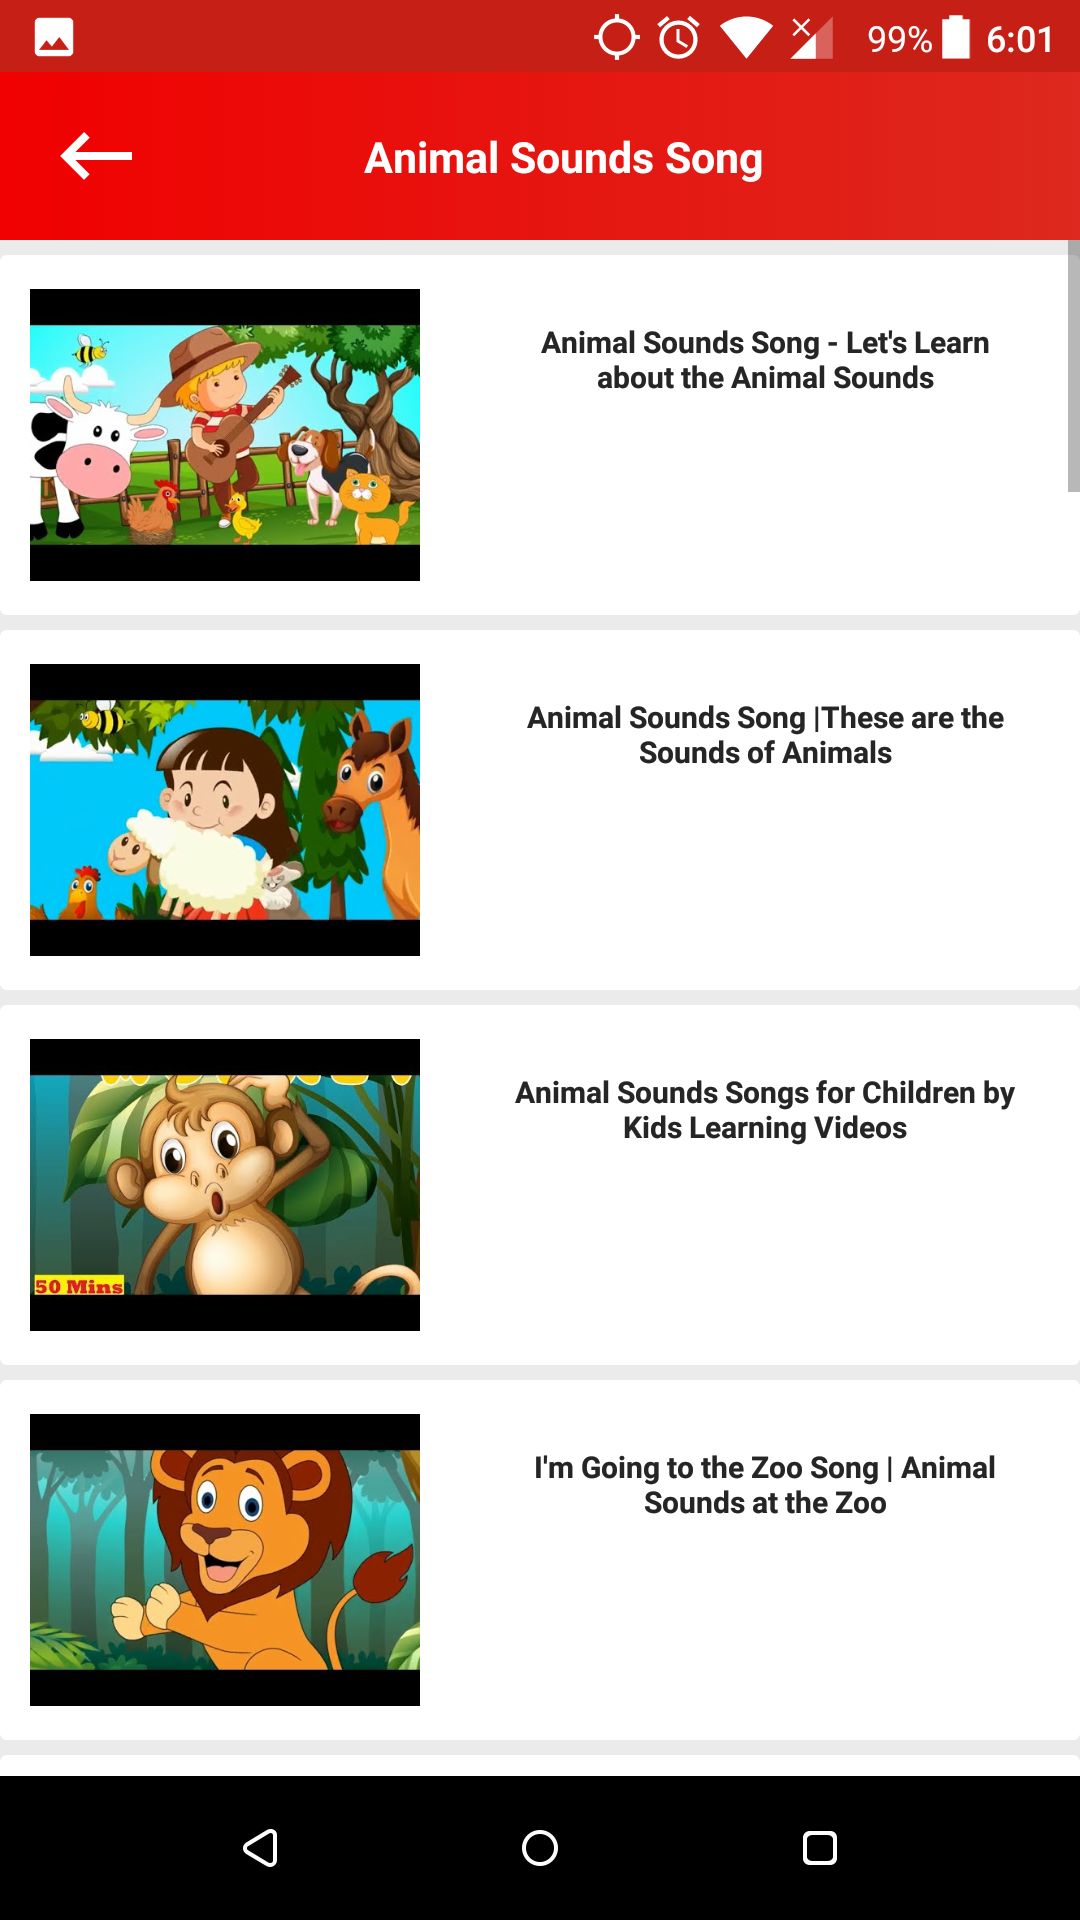 99% 6:01
Animal Sounds Song
Animal Sounds Song - Let's Learn
about the Animal Sounds
Animal Sounds Song |These are the
Sounds of Animals
Animal Sounds Songs for Children by
Kids Learning Videos
50 Mins
I'm Going to the Zoo Song | Animal
Sounds at the Zoo